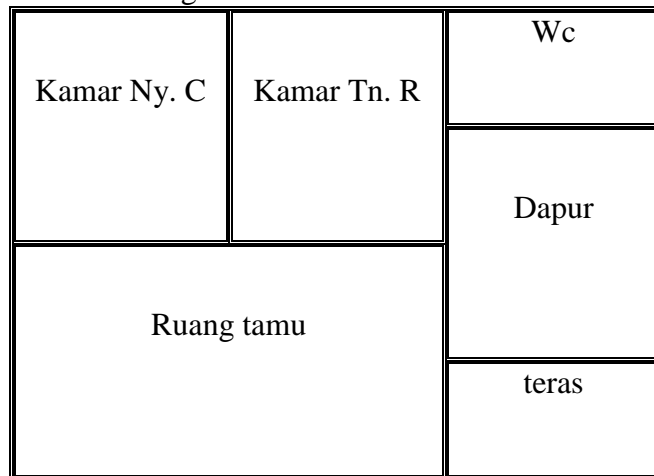 Wc
Kamar Ny. C
Kamar Tn. R
Dapur
Ruang tamu
teras